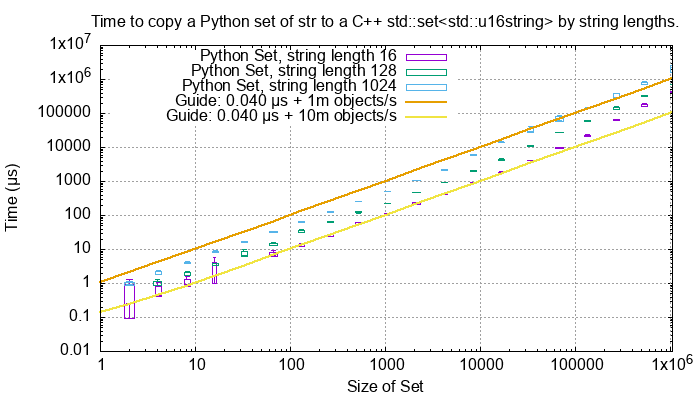 Time to copy a Python set of str to a C++ std::set<std::u16string> by string lengths.
1x10^7
1x10^6
100000
10000
1000
100
10
1
0.1
0.01
Time (µs)
Python Set, string length 16
Python Set, string length 128
Python Set, string length 1024
Guide: 0.040 µs + 1m objects/s
Guide: 0.040 µs + 10m objects/s
1 10 100 1000 10000 100000 1x10^6
Size of Set